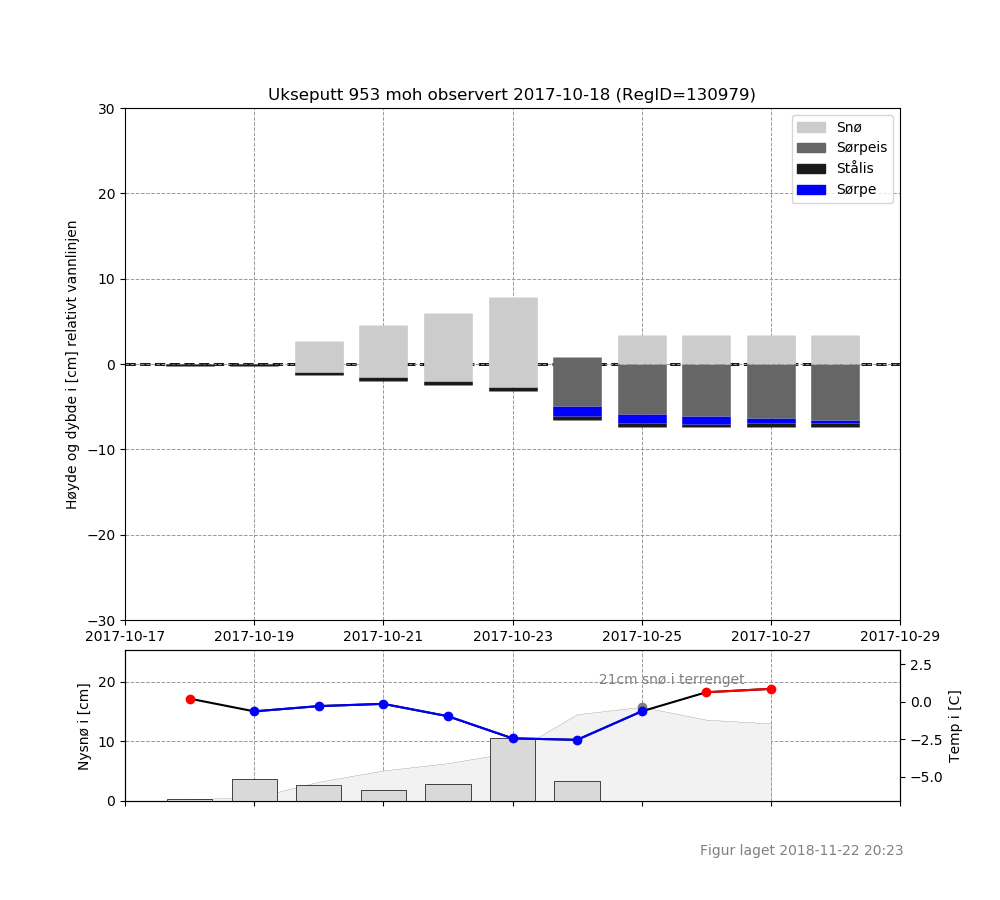 Ukseputt 953 moh observert 2017-10-18 (RegID=130979)
30
20
10
0
−10
−20
−30
Høyde og dybde i [cm] relativt vannlinjen
Snø
Sørpeis
Stålis
Sørpe
2017-10-17 2017-10-19 2017-10-21 2017-10-23 2017-10-25 2017-10-27 2017-10-29
20
10
0
Nysnø i [cm]
21cm snø i terrenget
2.5
0.0
−2.5
−5.0
Temp i [C]
Figur laget 2018-11-22 20:23